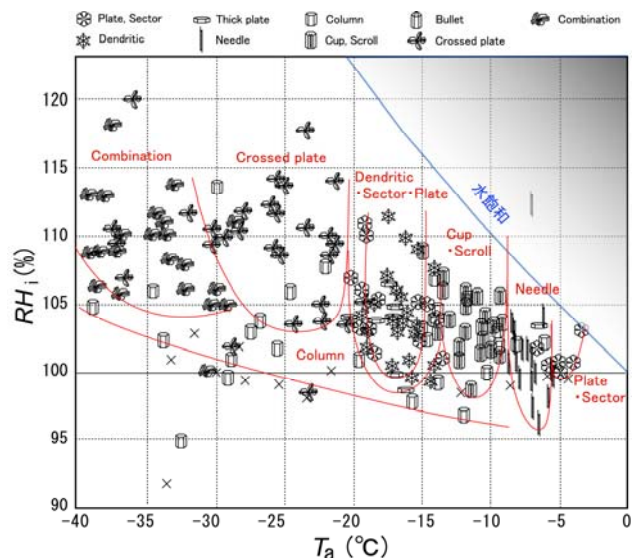 Plate, Sector Thick plate Column Bullet Combination
Dendritic Needle Cup, Scroll Crossed plate
120
115
110
105
100
95
90
RHi(%)
Combination
Crossed plate
Dendritic
・Sector・Plate
Cup
・Scroll
水飽和
Needle
Column
Plate
・Sector
-40 -35 -30 -25 -20 -15 -10 -5 0
Ta (℃)